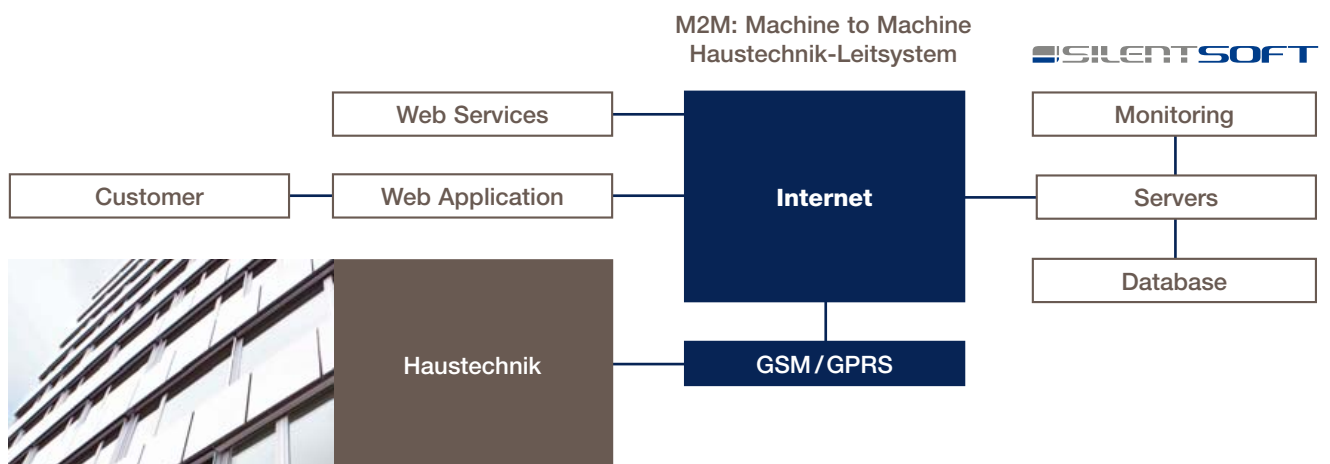 M2M: Machine to Machine
Haustechnik-Leitsystem
SILENTSOFT
Web Services
Monitoring
Customer
Web Application
Internet
Servers
Database
Haustechnik
GSM/GPRS